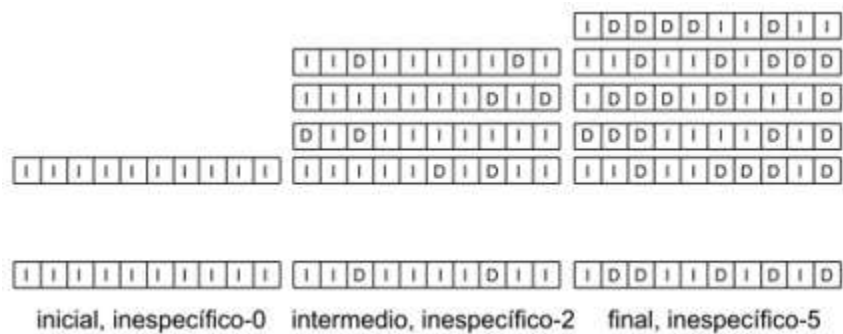 I D D D D I I D I I
I I D I I I I I D I I I D I I D I D D D
I I I I I I I D I D I D D D I D I I I D
D I D I I I I I I I D D D I I I I D I D
I I I I I I I I I I I I I I I D I D I I I I D I I D D D I D
I I I I I I I I I I I I D I I I I D I I I D D I I D I D I D
inicial, inespecífico-0 intermedio, inespecífico-2 final, inespecífico-5